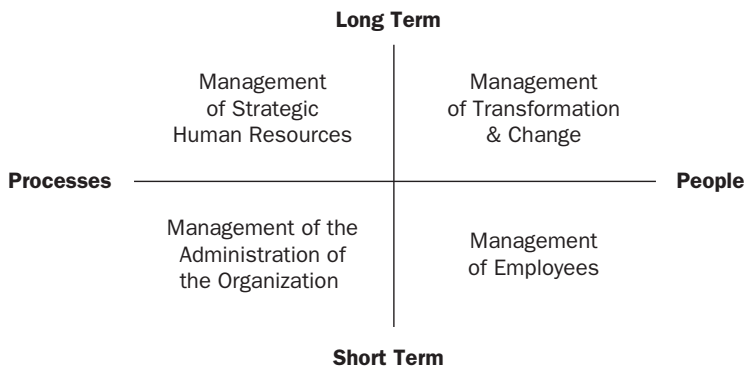 Long Term
Management
of Strategic
Human Resources
Management
of Transformation
& Change
Processes
People
Management of the
Administration of
the Organization
Management
of Employees
Short Term